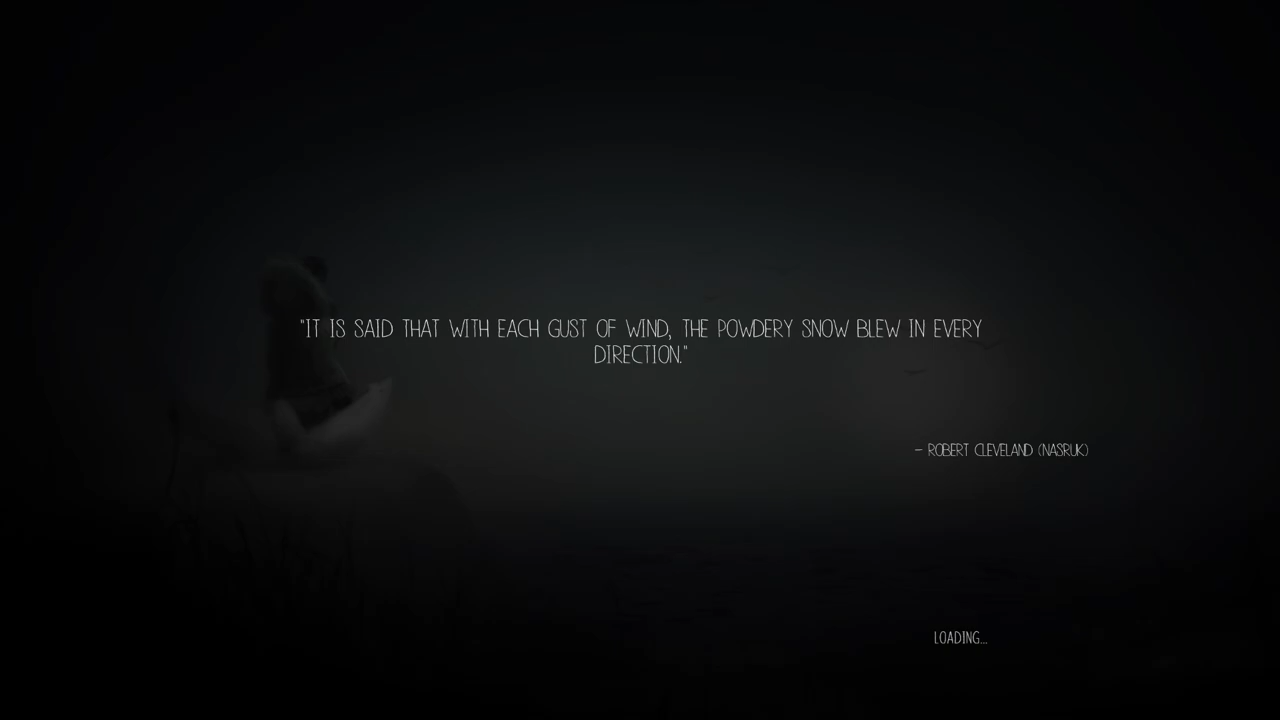 "IT IS SAID THAT WITH EACH GUST OF WIND, THE POWDERY SNOW BLEW IN EVERY
DIRECTION."
– ROBERT CLEVELAND (NASRUK)
LOADING...